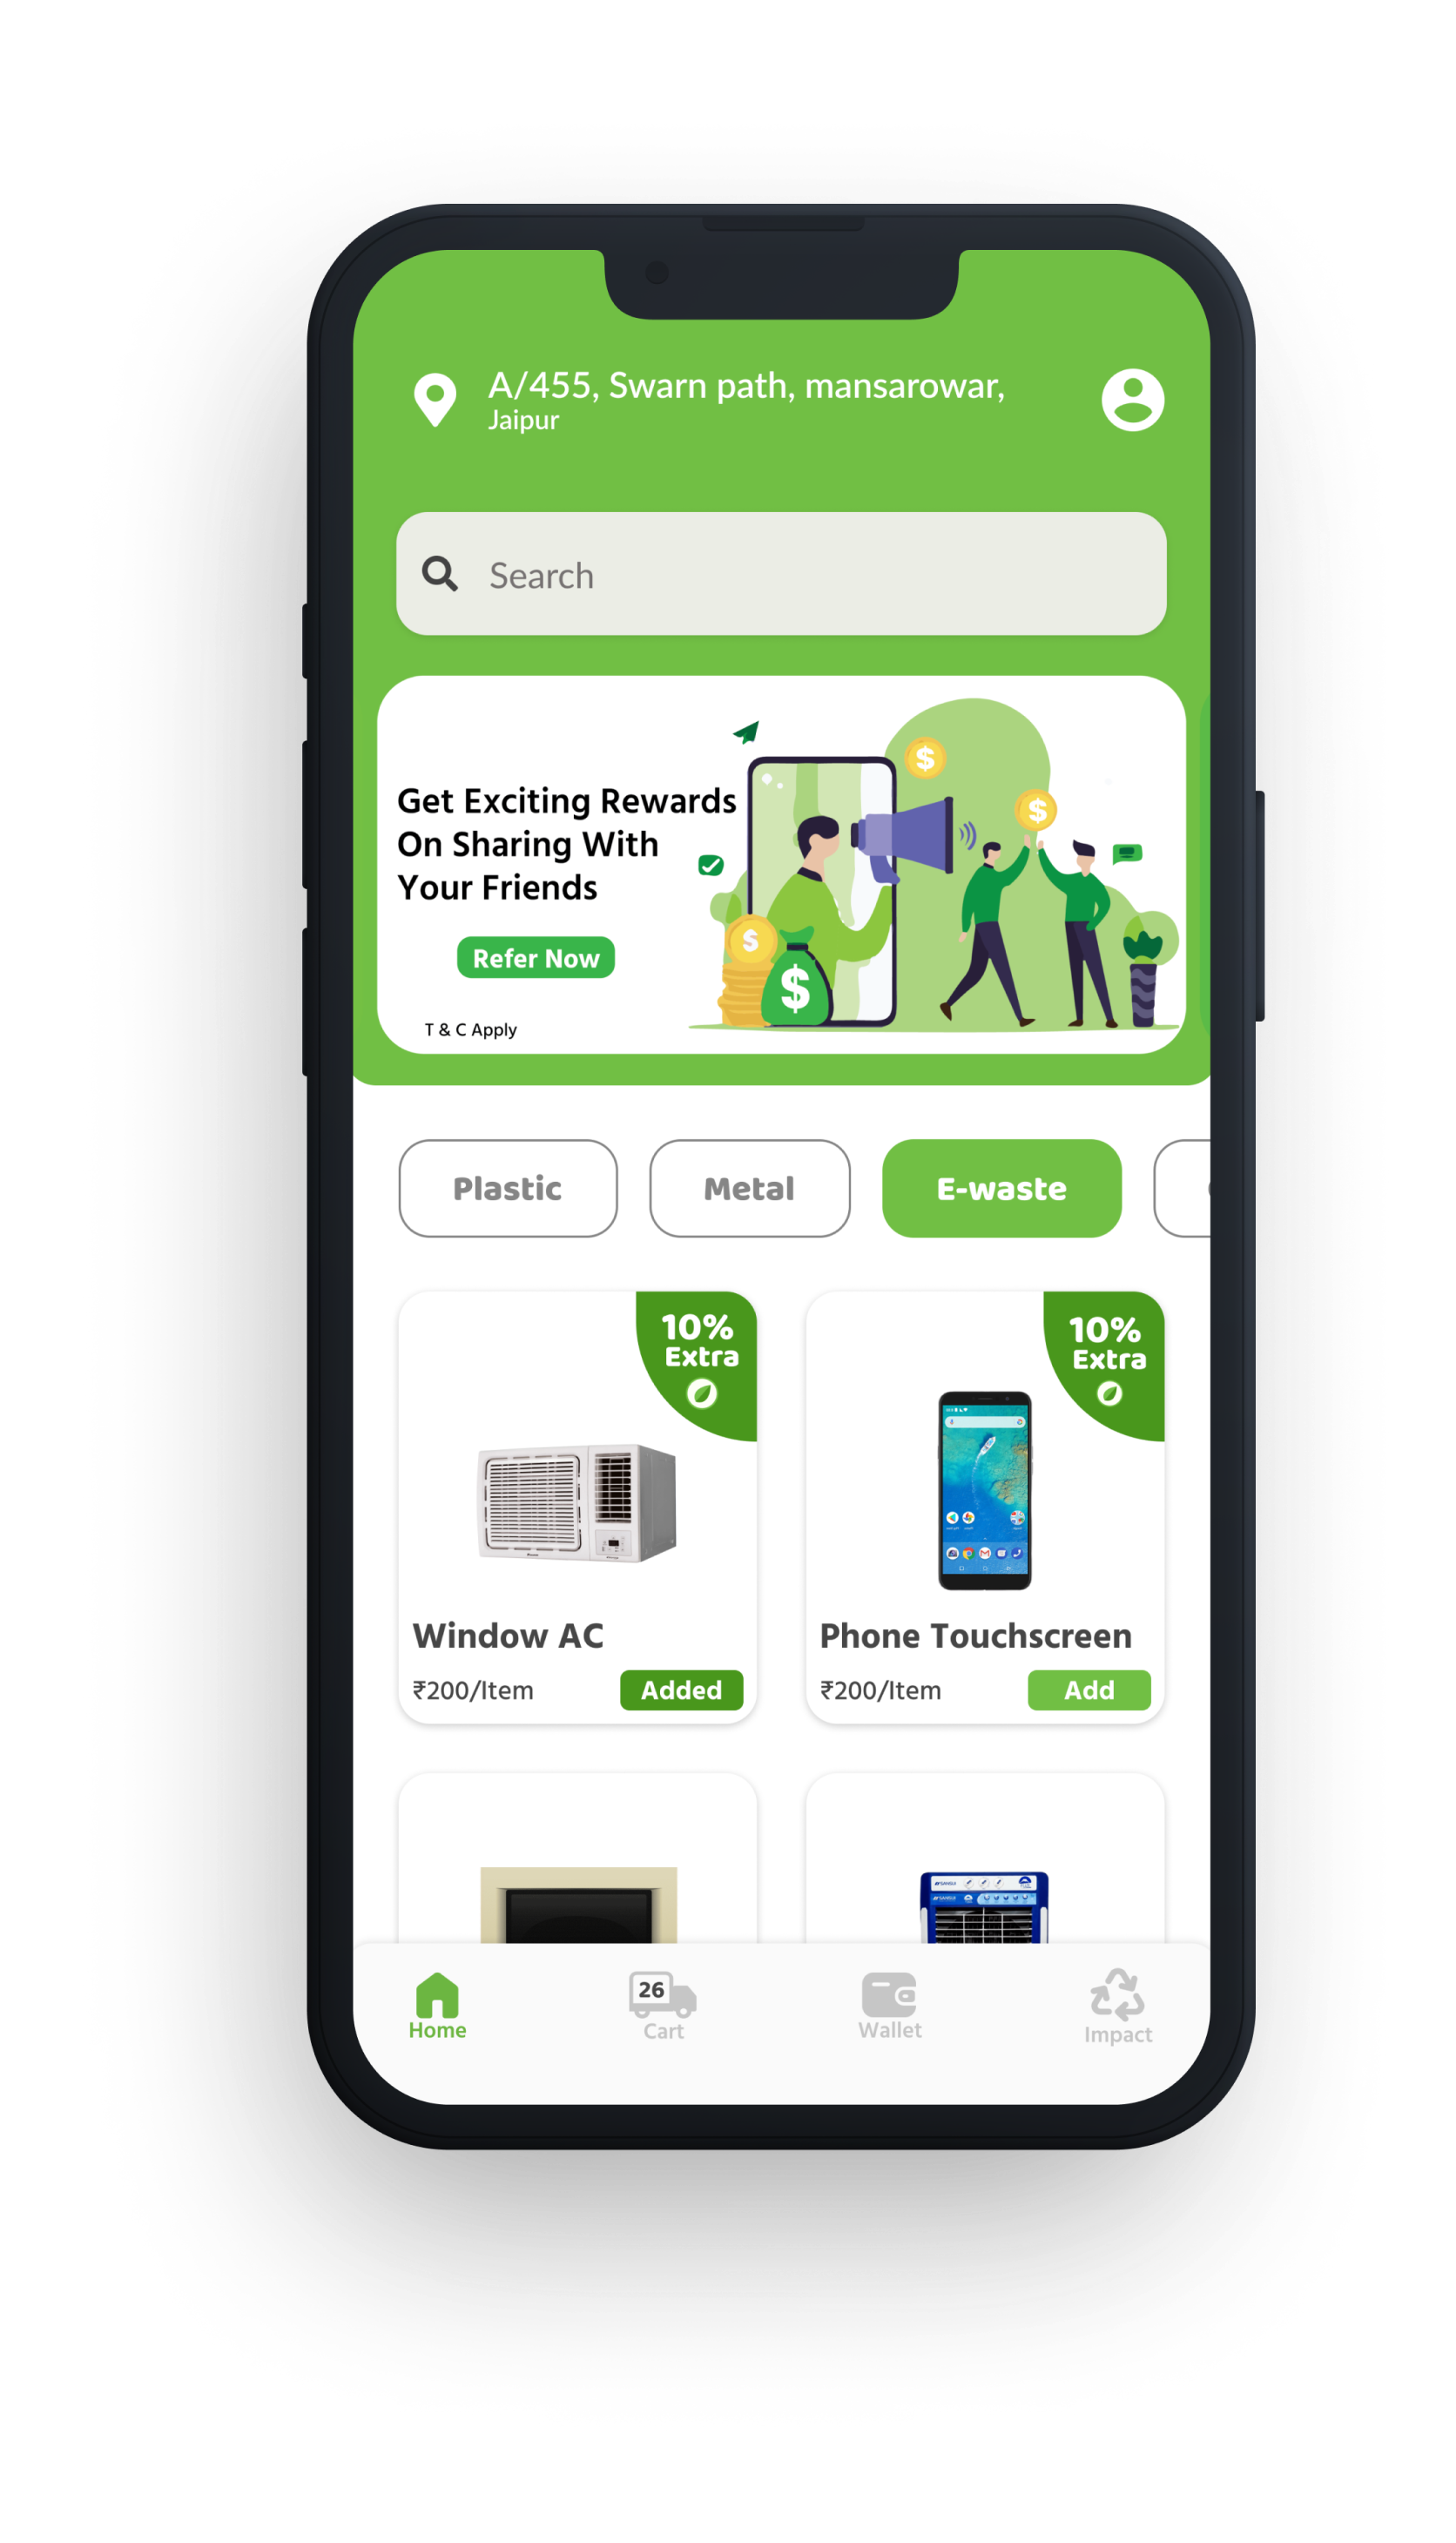 A/455, Swarn path, mansarowar,
Jaipur
Search
Get Exciting Rewards
On Sharing With
Your Friends
Refer Now
T & C Apply
Plastic
Metal
E-waste
10%
Extra
10%
Extra
Window AC
₹200/Item
Added
Phone Touchscreen
₹200/Item
Add
SANSUI
SANSUI
Home
26
Cart
Wallet
Impact